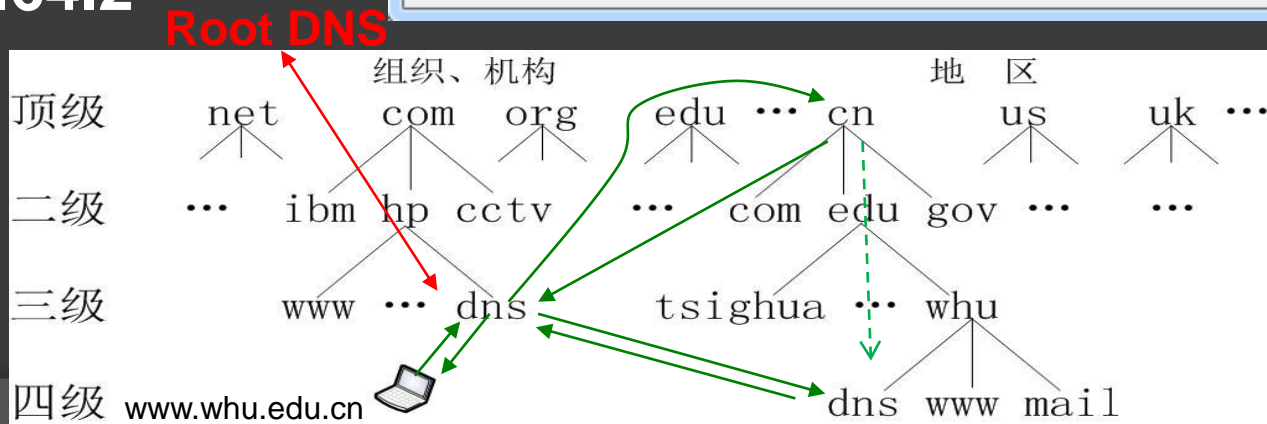 Root DNS
组织、机构 地 区
顶级 net com org edu … cn us uk …
二级 … ibm hp cctv … com edu gov … …
三级 www … dns tsighua … whu
四级 www.whu.edu.cn dns www mail